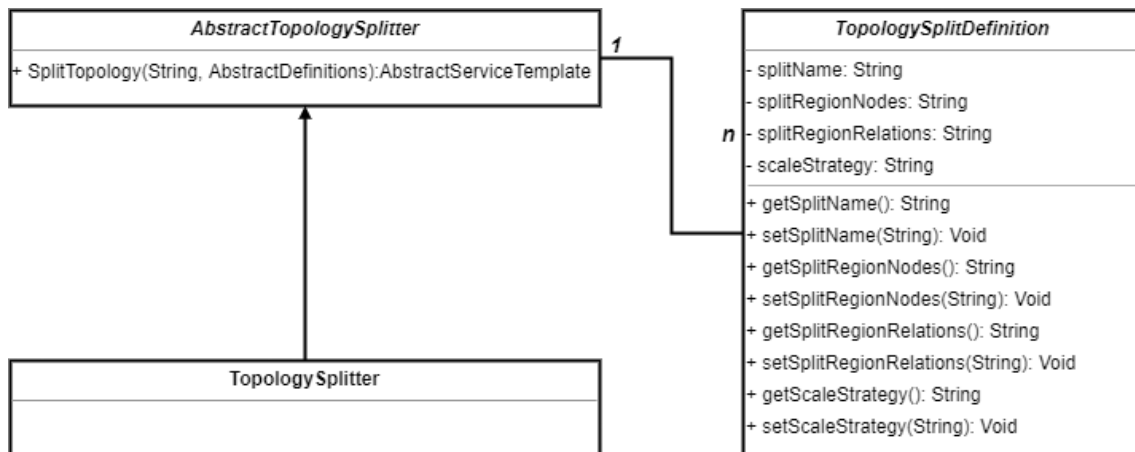 AbstractTopologySplitter
+ SplitTopology(String, AbstractDefinitions):AbstractServiceTemplate
1
TopologySplitter
TopologySplitDefinition
- splitName: String
- splitRegionNodes: String
n
- splitRegionRelations: String
- scaleStrategy: String
+ getSplitName(): String
+ setSplitName(String): Void
+ getSplitRegionNodes(): String
+ setSplitRegionNodes(String): Void
+ getSplitRegionRelations(): String
+ setSplitRegionRelations(String): Void
+ getScaleStrategy(): String
+ setScaleStrategy(String): Void